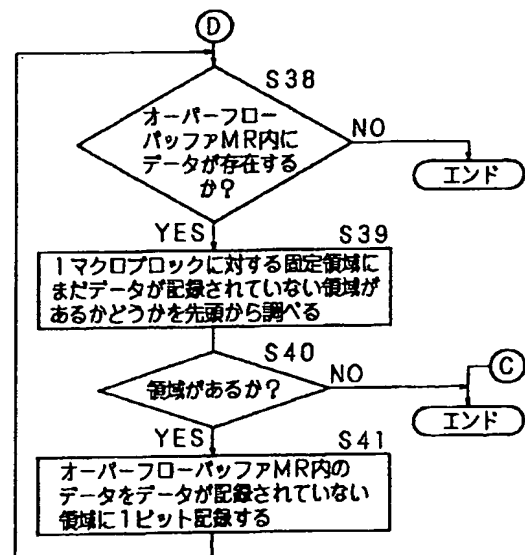 D
S38
オーバーフロー
バッファMR内に
データが存在する
か?
NO
エンド
YES
S39
1マクロブロックに対する固定領域に
まだデータが記録されていない領域が
あるかどうかを先頭から調べる
S40
領域があるか?
NO
C
エンド
YES
S41
オーバーフローバッファMR内の
データをデータが記録されていない
領域に1ビット記録する